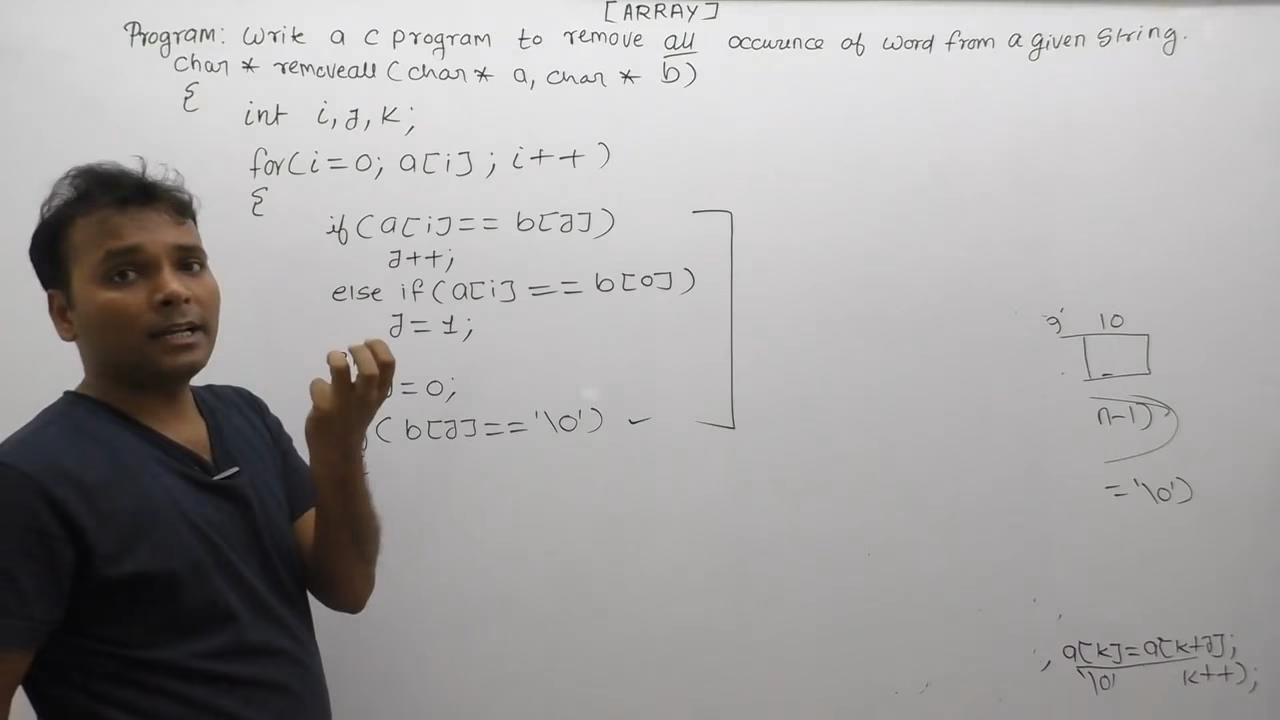 [ARRAY]
Program: Write a c program to remove all occurence of word from a given string.
char * removeall (char * a, char * b)
{
int i, j, k;
for(i=0; a[i]; i++)
{
if(a[i]== b[j])
j++;
else if(a[i] == b[0])
j=1;
=0;
(b[j]=='\0')
10
n-1)
='\0')
, a[k]=a[k+j];
\0' k++);